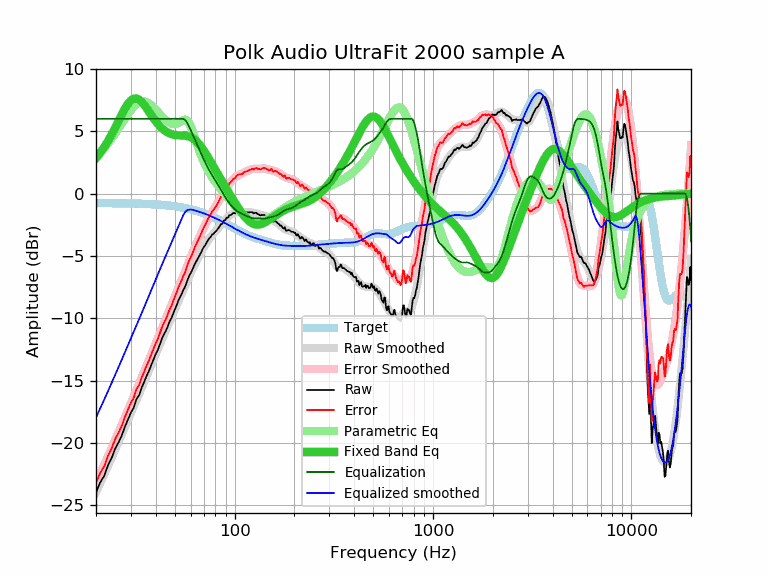 Polk Audio UltraFit 2000 sample A
10
5
0
−5
−10
−15
−20
−25
Amplitude (dBr)
Target
Raw Smoothed
Error Smoothed
Raw
Error
Parametric Eq
Fixed Band Eq
Equalization
Equalized smoothed
100
1000
10000
Frequency (Hz)